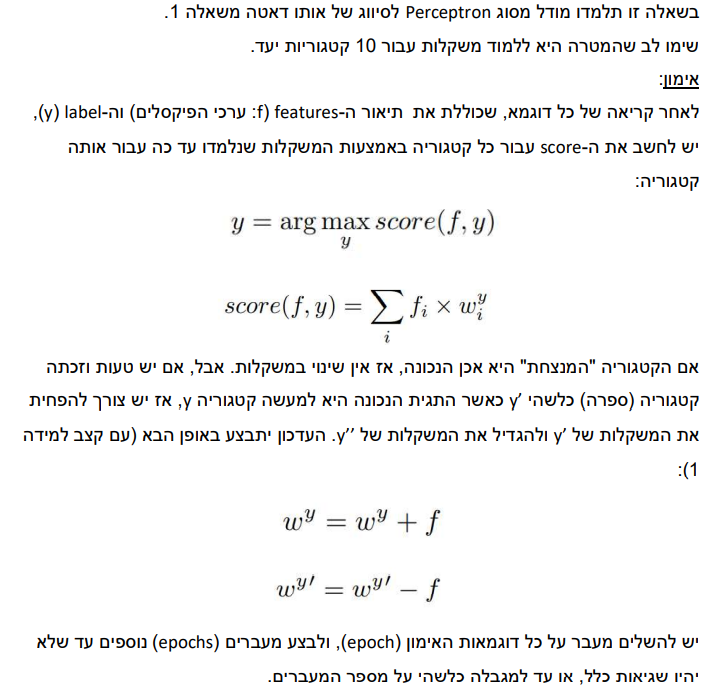 בשאלה זו תלמדו מודל מסוג Perceptron לסיווג של אותו דאטה משאלה 1.
שימו לב שהמטרה היא ללמוד משקלות עבור 10 קטגוריות יעד.
אימון:
לאחר קריאה של כל דוגמא, שכוללת את תיאור ה-features (f: ערכי הפיקסלים) וה-label (y),
יש לחשב את ה-score עבור כל קטגוריה באמצעות המשקלות שנלמדו עד כה עבור אותה
קטגוריה:
y = arg max_y score(f, y)
score(f, y) = ∑_i f_i × w_i^y
אם הקטגוריה "המנצחת" היא אכן הנכונה, אז אין שינוי במשקלות. אבל, אם יש טעות וזכתה
קטגוריה (ספרה) כלשהי y’ כאשר התגית הנכונה היא למעשה קטגוריה y, אז יש צורך להפחית
את המשקלות של y’ ולהגדיל את המשקלות של y’’. העדכון יתבצע באופן הבא (עם קצב למידה
1):
w^y = w^y + f
w^y′ = w^y′ − f
יש להשלים מעבר על כל דוגמאות האימון (epoch), ולבצע מעברים (epochs) נוספים עד שלא
יהיו שגיאות כלל, או עד למגבלה כלשהי על מספר המעברים.